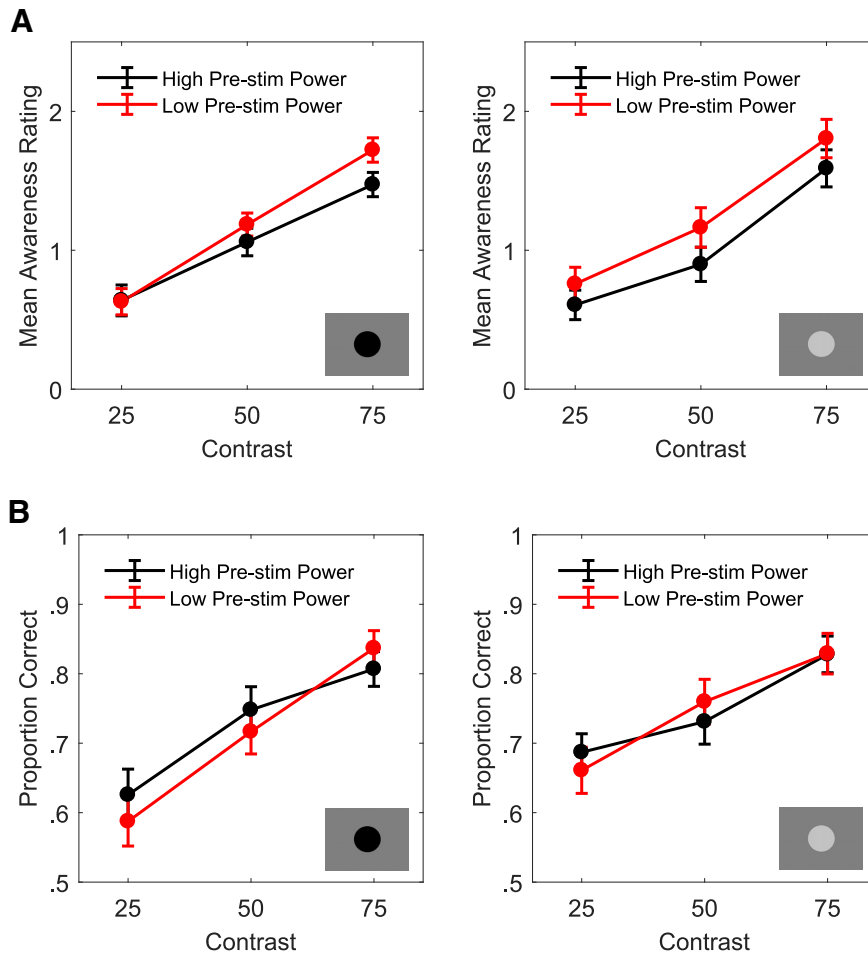 A
High Pre-stim Power
Low Pre-stim Power
Mean Awareness Rating
2
1
0
25 50 75
Contrast
High Pre-stim Power
Low Pre-stim Power
Mean Awareness Rating
2
1
0
25 50 75
Contrast
B
High Pre-stim Power
Low Pre-stim Power
Proportion Correct
1
.9
.8
.7
.6
.5
25 50 75
Contrast
High Pre-stim Power
Low Pre-stim Power
Proportion Correct
1
.9
.8
.7
.6
.5
25 50 75
Contrast